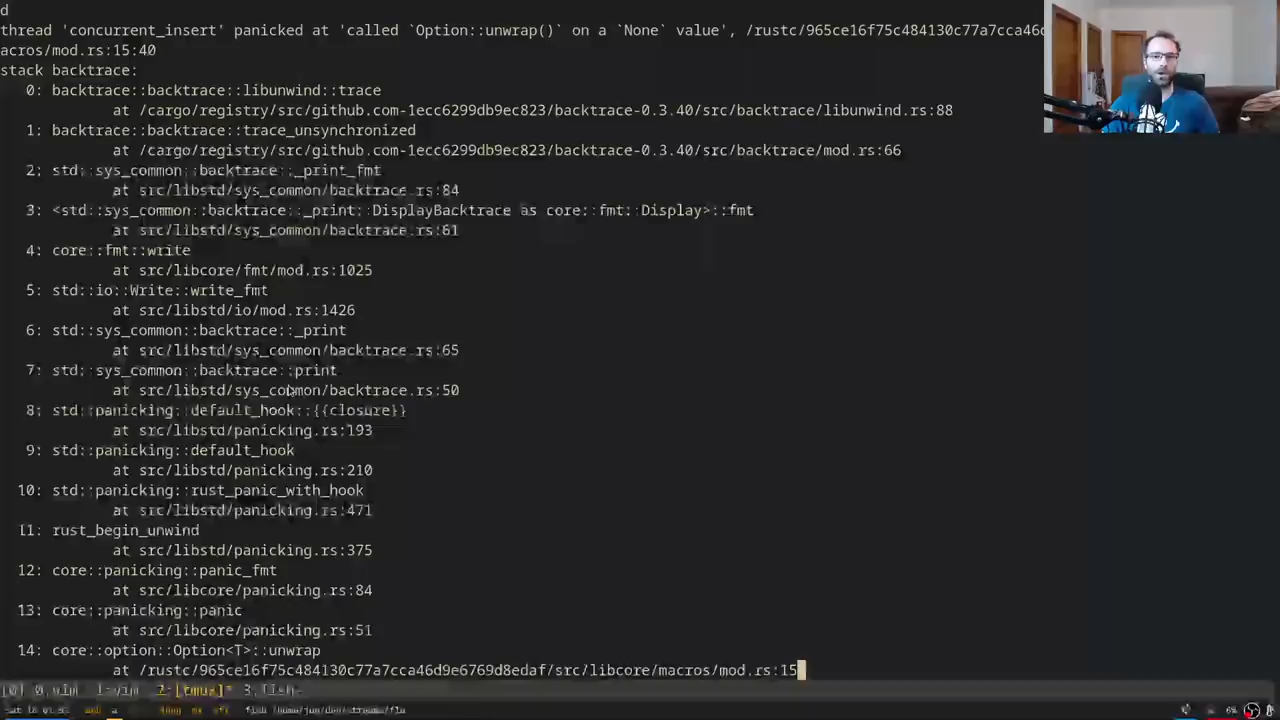 d
thread 'concurrent_insert' panicked at 'called `Option::unwrap()` on a `None` value', /rustc/965ce16f75c484130c77a7cca46d
acros/mod.rs:15:40
stack backtrace:
0: backtrace::backtrace::libunwind::trace
at /cargo/registry/src/github.com-1ecc6299db9ec823/backtrace-0.3.40/src/backtrace/libunwind.rs:88
1: backtrace::backtrace::trace_unsynchronized
at /cargo/registry/src/github.com-1ecc6299db9ec823/backtrace-0.3.40/src/backtrace/mod.rs:66
2: std::sys_common::backtrace::_print_fmt
at src/libstd/sys_common/backtrace.rs:84
3: <std::sys_common::backtrace::_print::DisplayBacktrace as core::fmt::Display>::fmt
at src/libstd/sys_common/backtrace.rs:61
4: core::fmt::write
at src/libcore/fmt/mod.rs:1025
5: std::io::Write::write_fmt
at src/libstd/io/mod.rs:1426
6: std::sys_common::backtrace::_print
at src/libstd/sys_common/backtrace.rs:65
7: std::sys_common::backtrace::print
at src/libstd/sys_common/backtrace.rs:50
8: std::panicking::default_hook::{{closure}}
at src/libstd/panicking.rs:193
9: std::panicking::default_hook
at src/libstd/panicking.rs:210
10: std::panicking::rust_panic_with_hook
at src/libstd/panicking.rs:471
11: rust_begin_unwind
at src/libstd/panicking.rs:375
12: core::panicking::panic_fmt
at src/libcore/panicking.rs:84
13: core::panicking::panic
at src/libcore/panicking.rs:51
14: core::option::Option<T>::unwrap
at /rustc/965ce16f75c484130c77a7cca46d9e6769d8edaf/src/libcore/macros/mod.rs:15
[0] 0:vim 1:vim 2:[tmux]* 3:fish-
6%